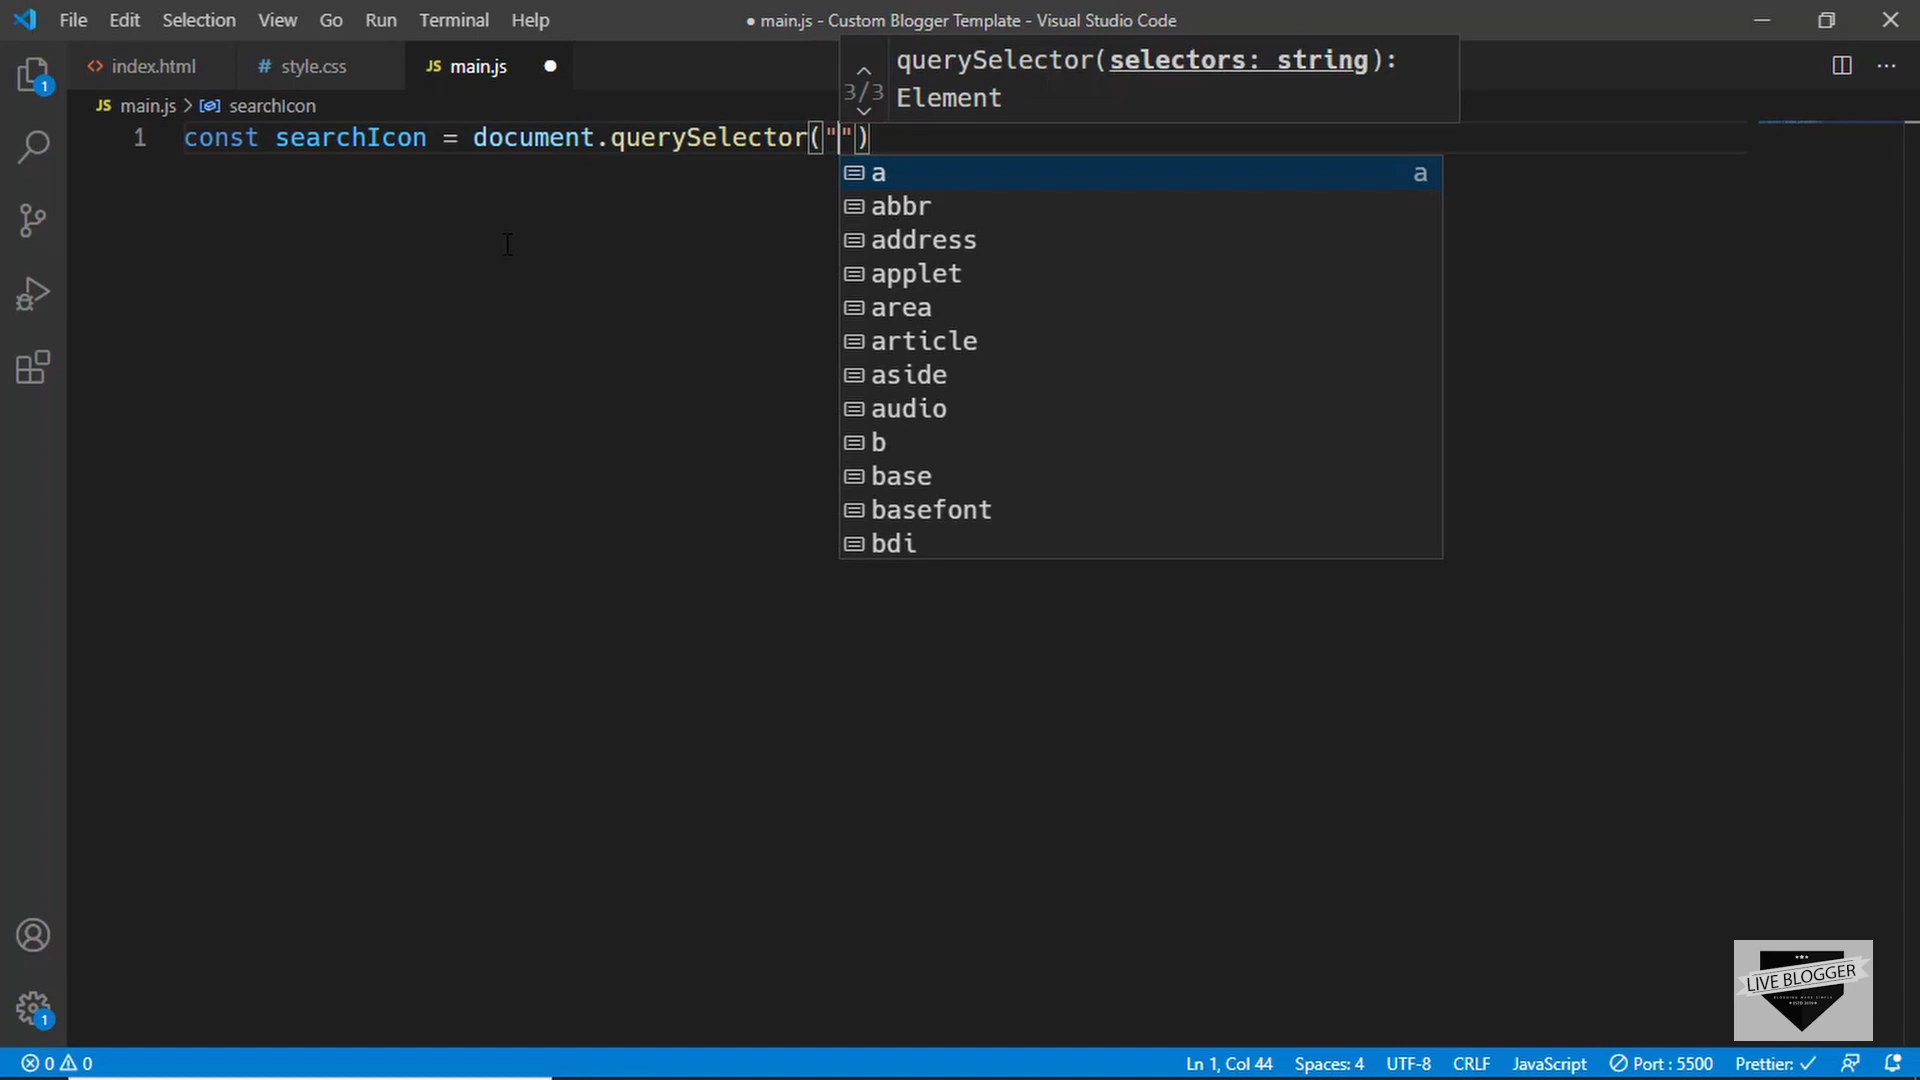 File Edit Selection View Go Run Terminal Help
● main.js - Custom Blogger Template - Visual Studio Code
<> index.html
# style.css
JS main.js ●
querySelector(selectors: string):
Element
3/3
JS main.js > searchIcon
1 const searchIcon = document.querySelector("")
a a
abbr
address
applet
area
article
aside
audio
b
base
basefont
bdi
1
1
LIVE BLOGGER
0 0
Ln 1, Col 44 Spaces: 4 UTF-8 CRLF JavaScript Port : 5500 Prettier: ✓